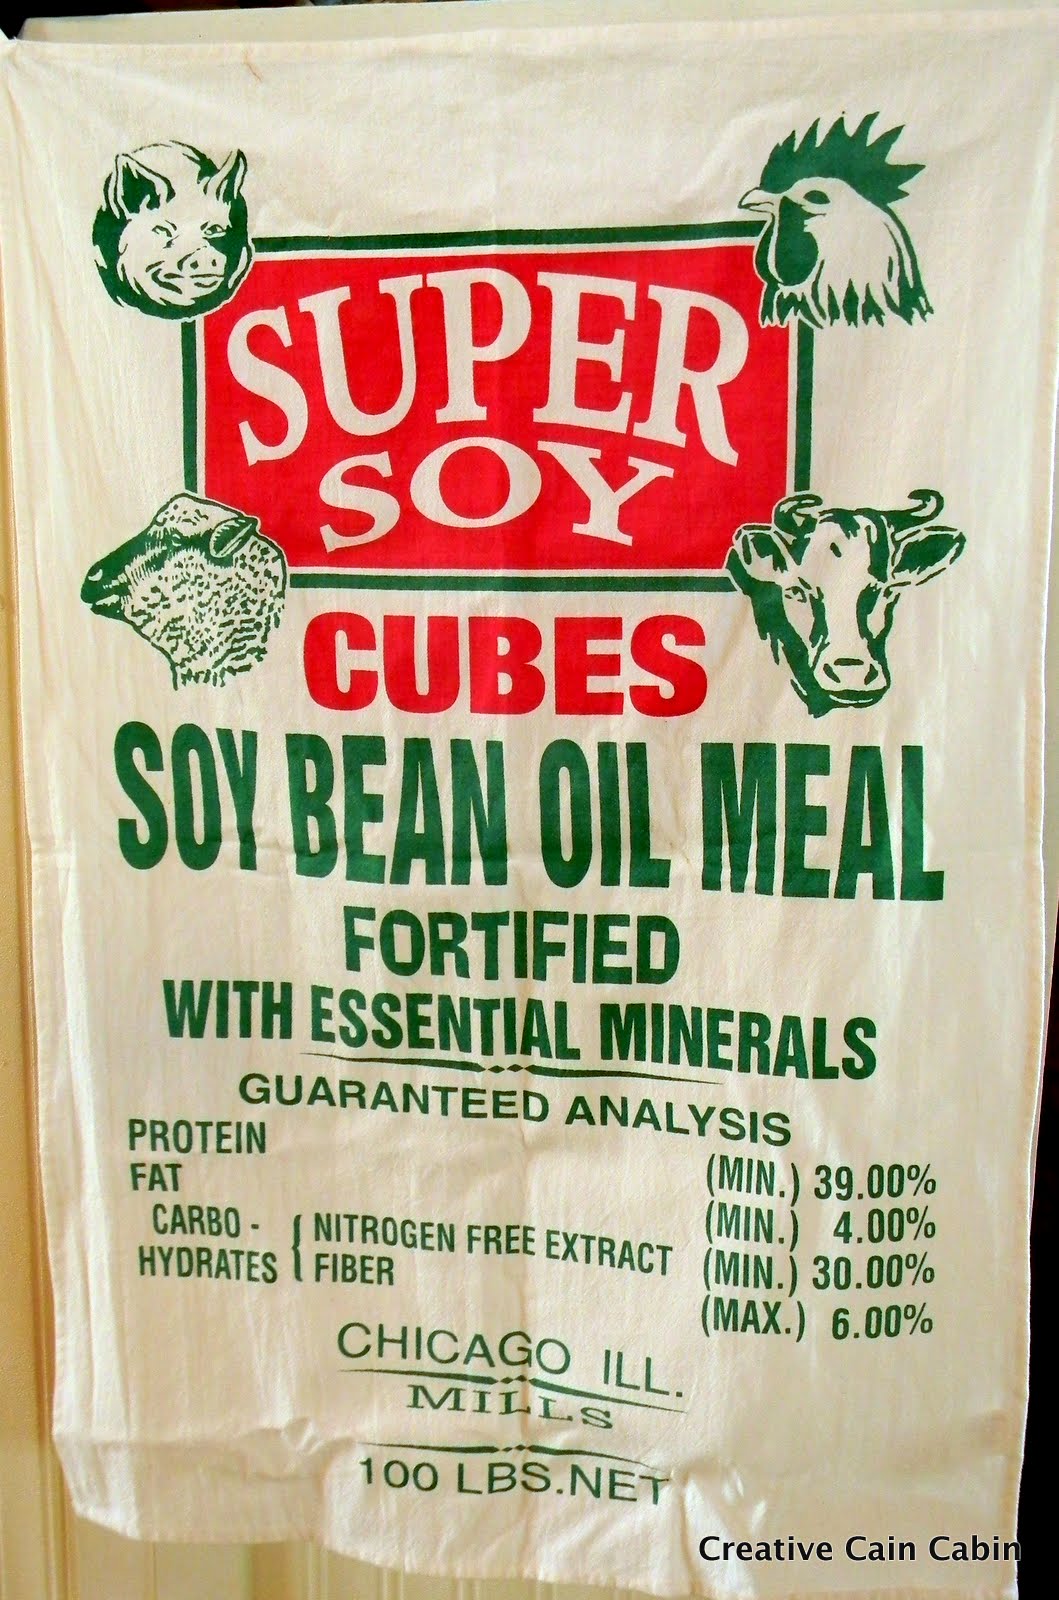 SUPER
SOY
CUBES
SOY BEAN OIL MEAL
FORTIFIED
WITH ESSENTIAL MINERALS
GUARANTEED ANALYSIS
PROTEIN (MIN.) 39.00%
FAT (MIN.) 4.00%
CARBO - { NITROGEN FREE EXTRACT (MIN.) 30.00%
HYDRATES FIBER (MAX.) 6.00%
CHICAGO ILL.
MILLS
100 LBS.NET
Creative Cain Cabin